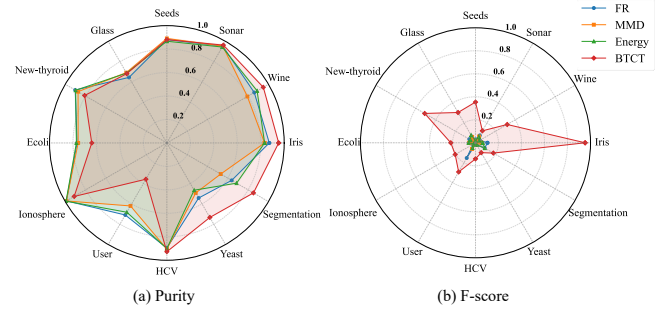 Seeds
Sonar
Wine
Iris
Segmentation
Yeast
HCV
User
Ionosphere
Ecoli
New-thyroid
Glass
1.0
0.8
0.6
0.4
0.2
(a) Purity
Seeds
Sonar
Wine
Iris
Segmentation
Yeast
HCV
User
Ionosphere
Ecoli
New-thyroid
Glass
1.0
0.8
0.6
0.4
0.2
(b) F-score
FR
MMD
Energy
BTCT